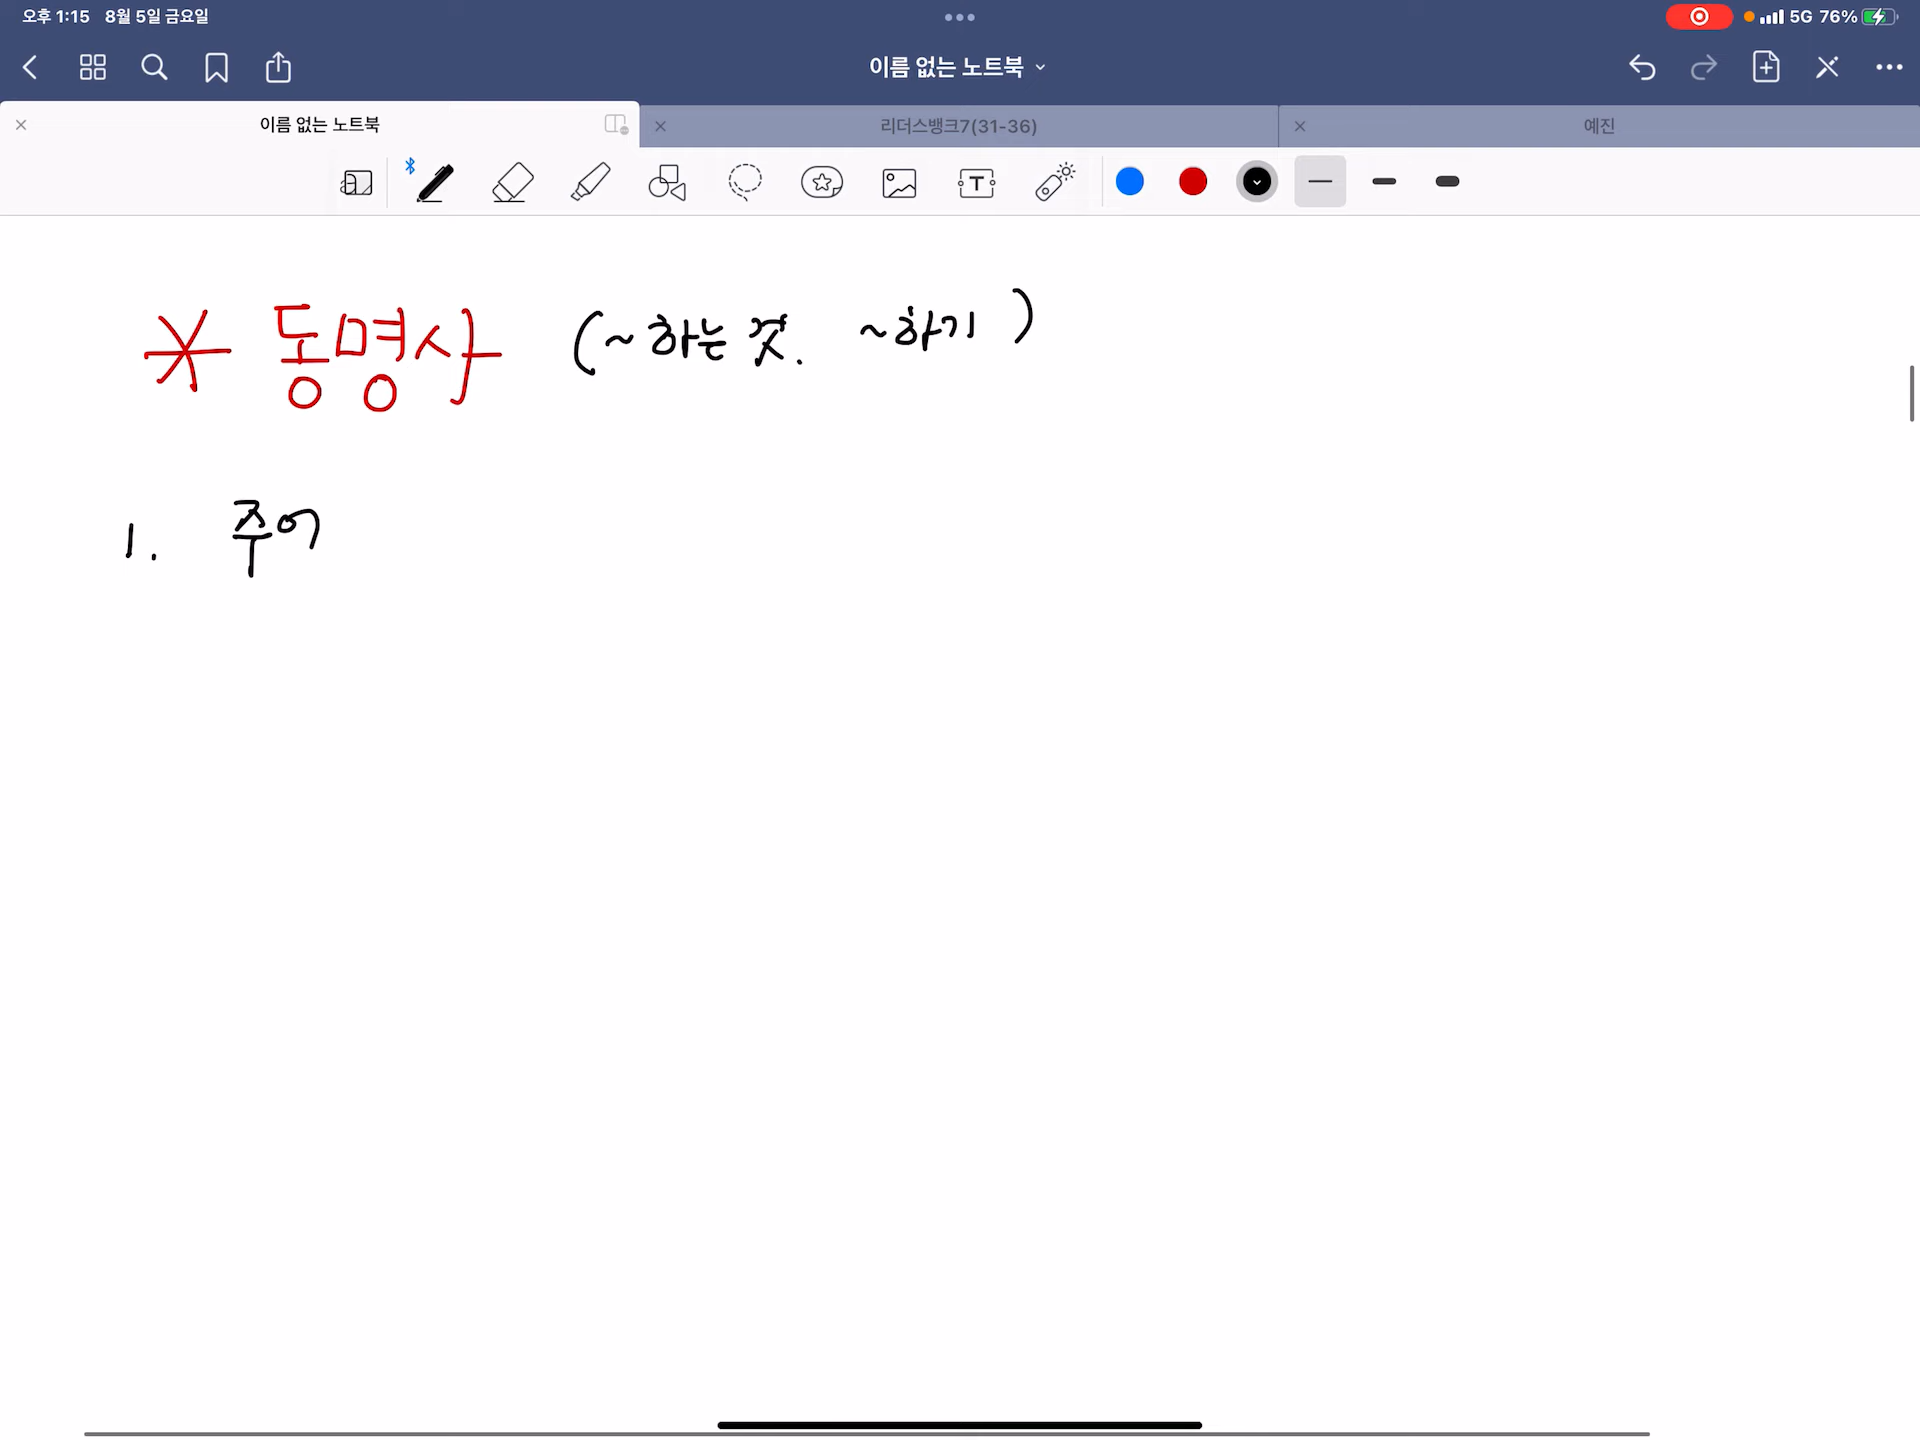 오후 1:15 8월 5일 금요일 5G 76%
이름 없는 노트북
이름 없는 노트북 리더스뱅크7(31-36) 예진
* 동명사 (~하는 것. ~하기)
1. 주어